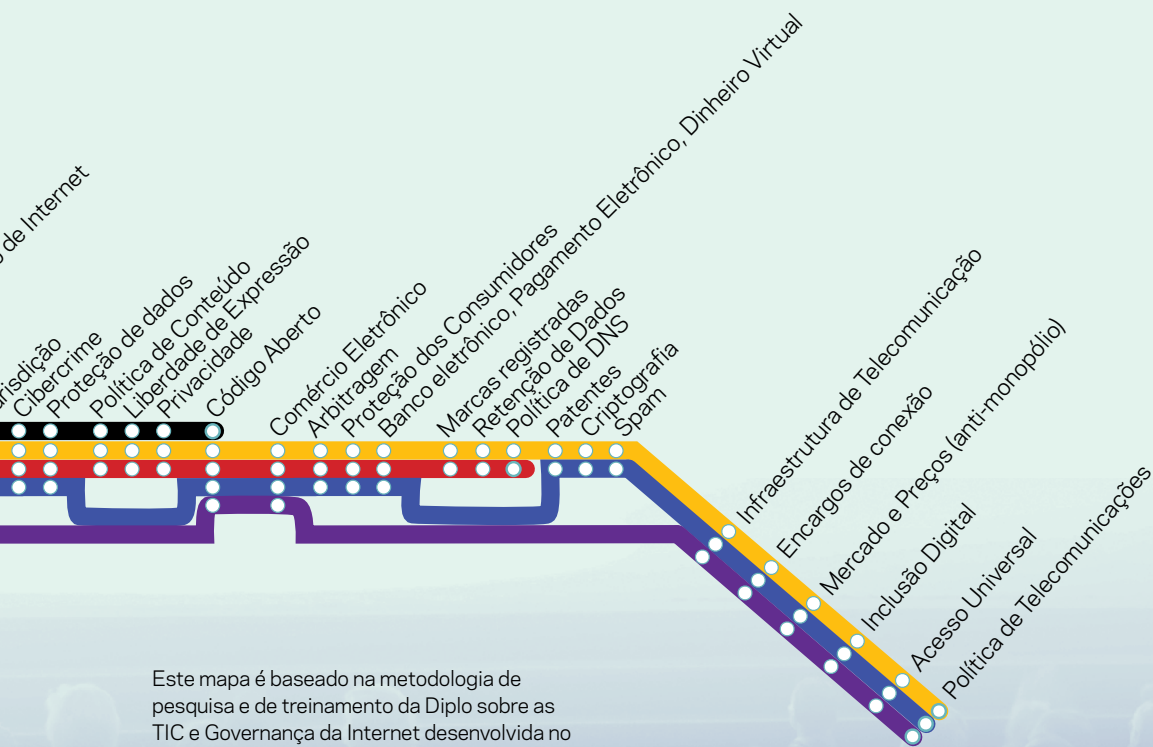 de Internet
Cibercrime
Proteção de dados
Política de Conteúdo
Liberdade de Expressão
Privacidade
Código Aberto
Comércio Eletrônico
Arbitragem
Proteção dos Consumidores
Banco eletrônico, Pagamento Eletrônico, Dinheiro Virtual
Marcas registradas
Retenção de Dados
Política de DNS
Patentes
Criptografia
Spam
Infraestrutura de Telecomunicação
Encargos de conexão
Mercado e Preços (anti-monopólio)
Inclusão Digital
Acesso Universal
Política de Telecomunicações
Este mapa é baseado na metodologia de
pesquisa e de treinamento da Diplo sobre as
TIC e Governança da Internet desenvolvida no